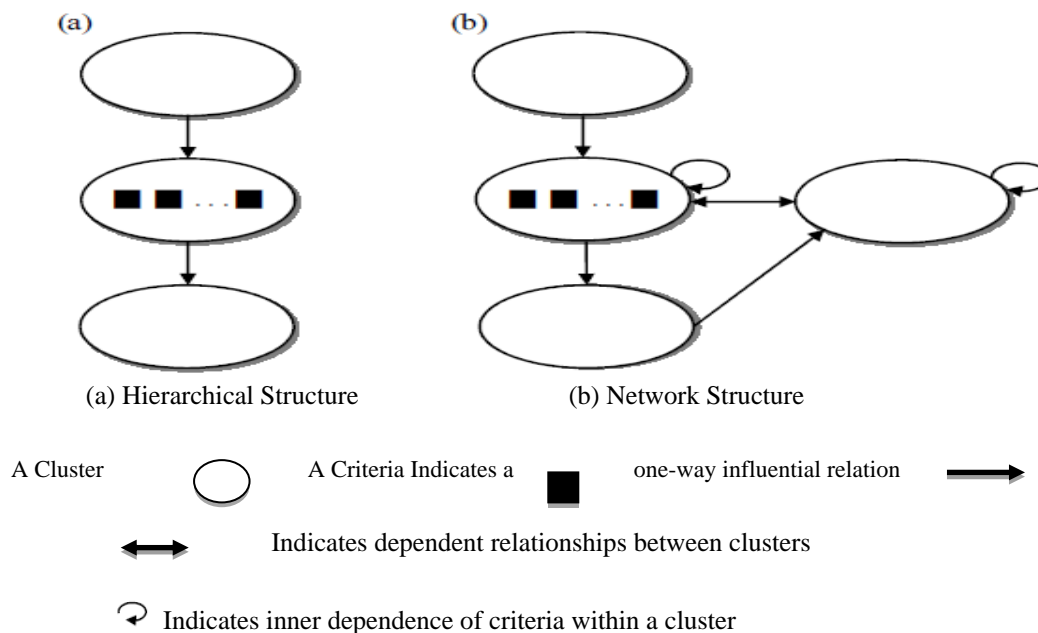 (a) (b)
. . .
. . .
(a) Hierarchical Structure (b) Network Structure
A Cluster A Criteria Indicates a one-way influential relation
Indicates dependent relationships between clusters
Indicates inner dependence of criteria within a cluster